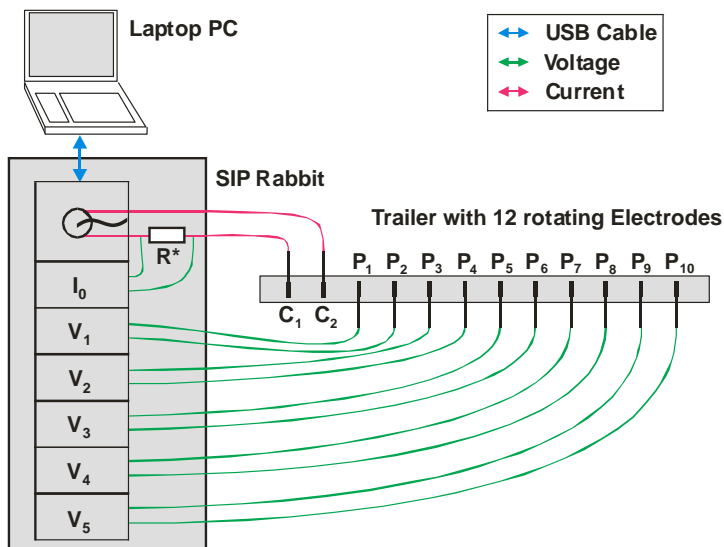 Laptop PC
USB Cable
Voltage
Current
SIP Rabbit
Trailer with 12 rotating Electrodes
R*
P₁ P₂ P₃ P₄ P₅ P₆ P₇ P₈ P₉ P₁₀
C₁ C₂
I₀
V₁
V₂
V₃
V₄
V₅